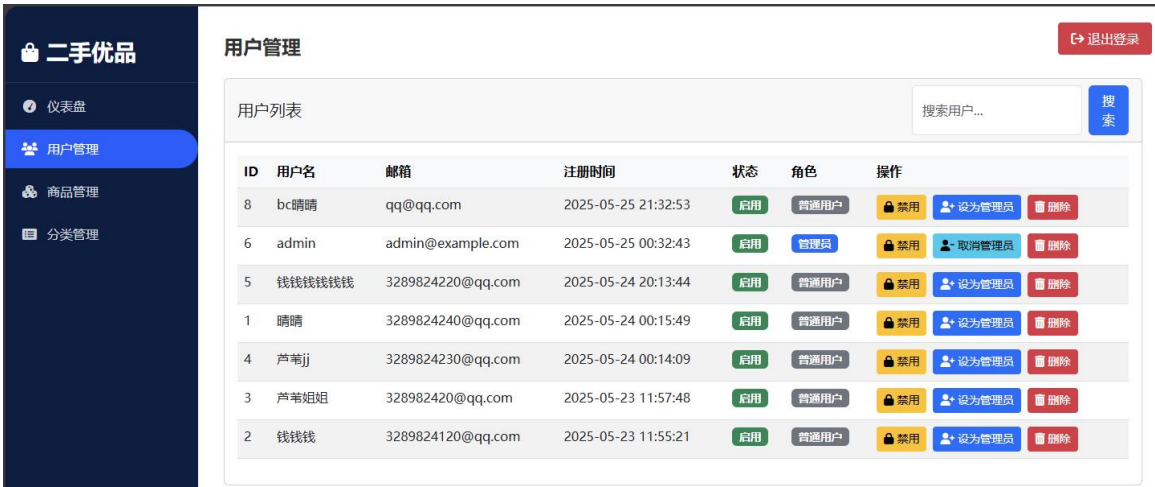 二手优品
仪表盘
用户管理
商品管理
分类管理
用户管理
退出登录
用户列表
搜索用户...
搜
索
ID 用户名 邮箱 注册时间 状态 角色 操作
8 bc晴晴 qq@qq.com 2025-05-25 21:32:53 启用 普通用户 禁用 设为管理员 删除
6 admin admin@example.com 2025-05-25 00:32:43 启用 管理员 禁用 取消管理员 删除
5 钱钱钱钱钱钱 3289824220@qq.com 2025-05-24 20:13:44 启用 普通用户 禁用 设为管理员 删除
1 晴晴 3289824240@qq.com 2025-05-24 00:15:49 启用 普通用户 禁用 设为管理员 删除
4 芦苇jj 3289824230@qq.com 2025-05-24 00:14:09 启用 普通用户 禁用 设为管理员 删除
3 芦苇姐姐 328982420@qq.com 2025-05-23 11:57:48 启用 普通用户 禁用 设为管理员 删除
2 钱钱钱 3289824120@qq.com 2025-05-23 11:55:21 启用 普通用户 禁用 设为管理员 删除